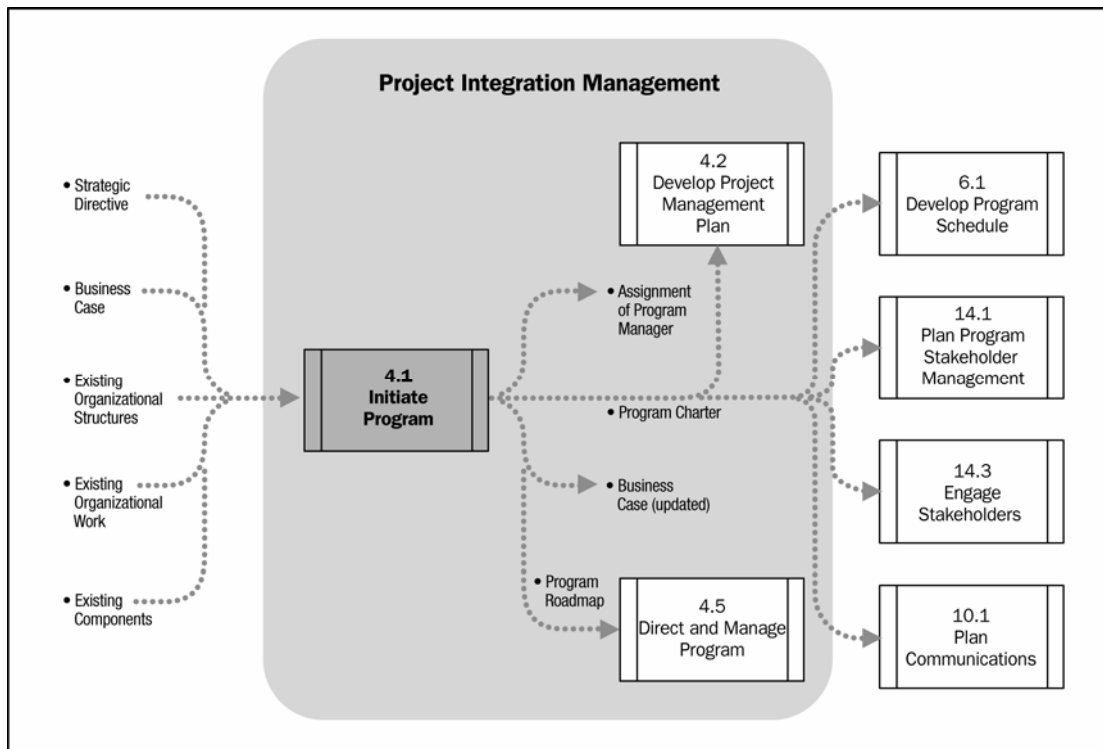 Project Integration Management
• Strategic
Directive
• Business
Case
• Existing
Organizational
Structures
• Existing
Organizational
Work
• Existing
Components
4.1
Initiate
Program
• Assignment
of Program
Manager
• Program Charter
• Business
Case (updated)
• Program
Roadmap
4.2
Develop Project
Management
Plan
4.5
Direct and Manage
Program
6.1
Develop Program
Schedule
14.1
Plan Program
Stakeholder
Management
14.3
Engage
Stakeholders
10.1
Plan
Communications